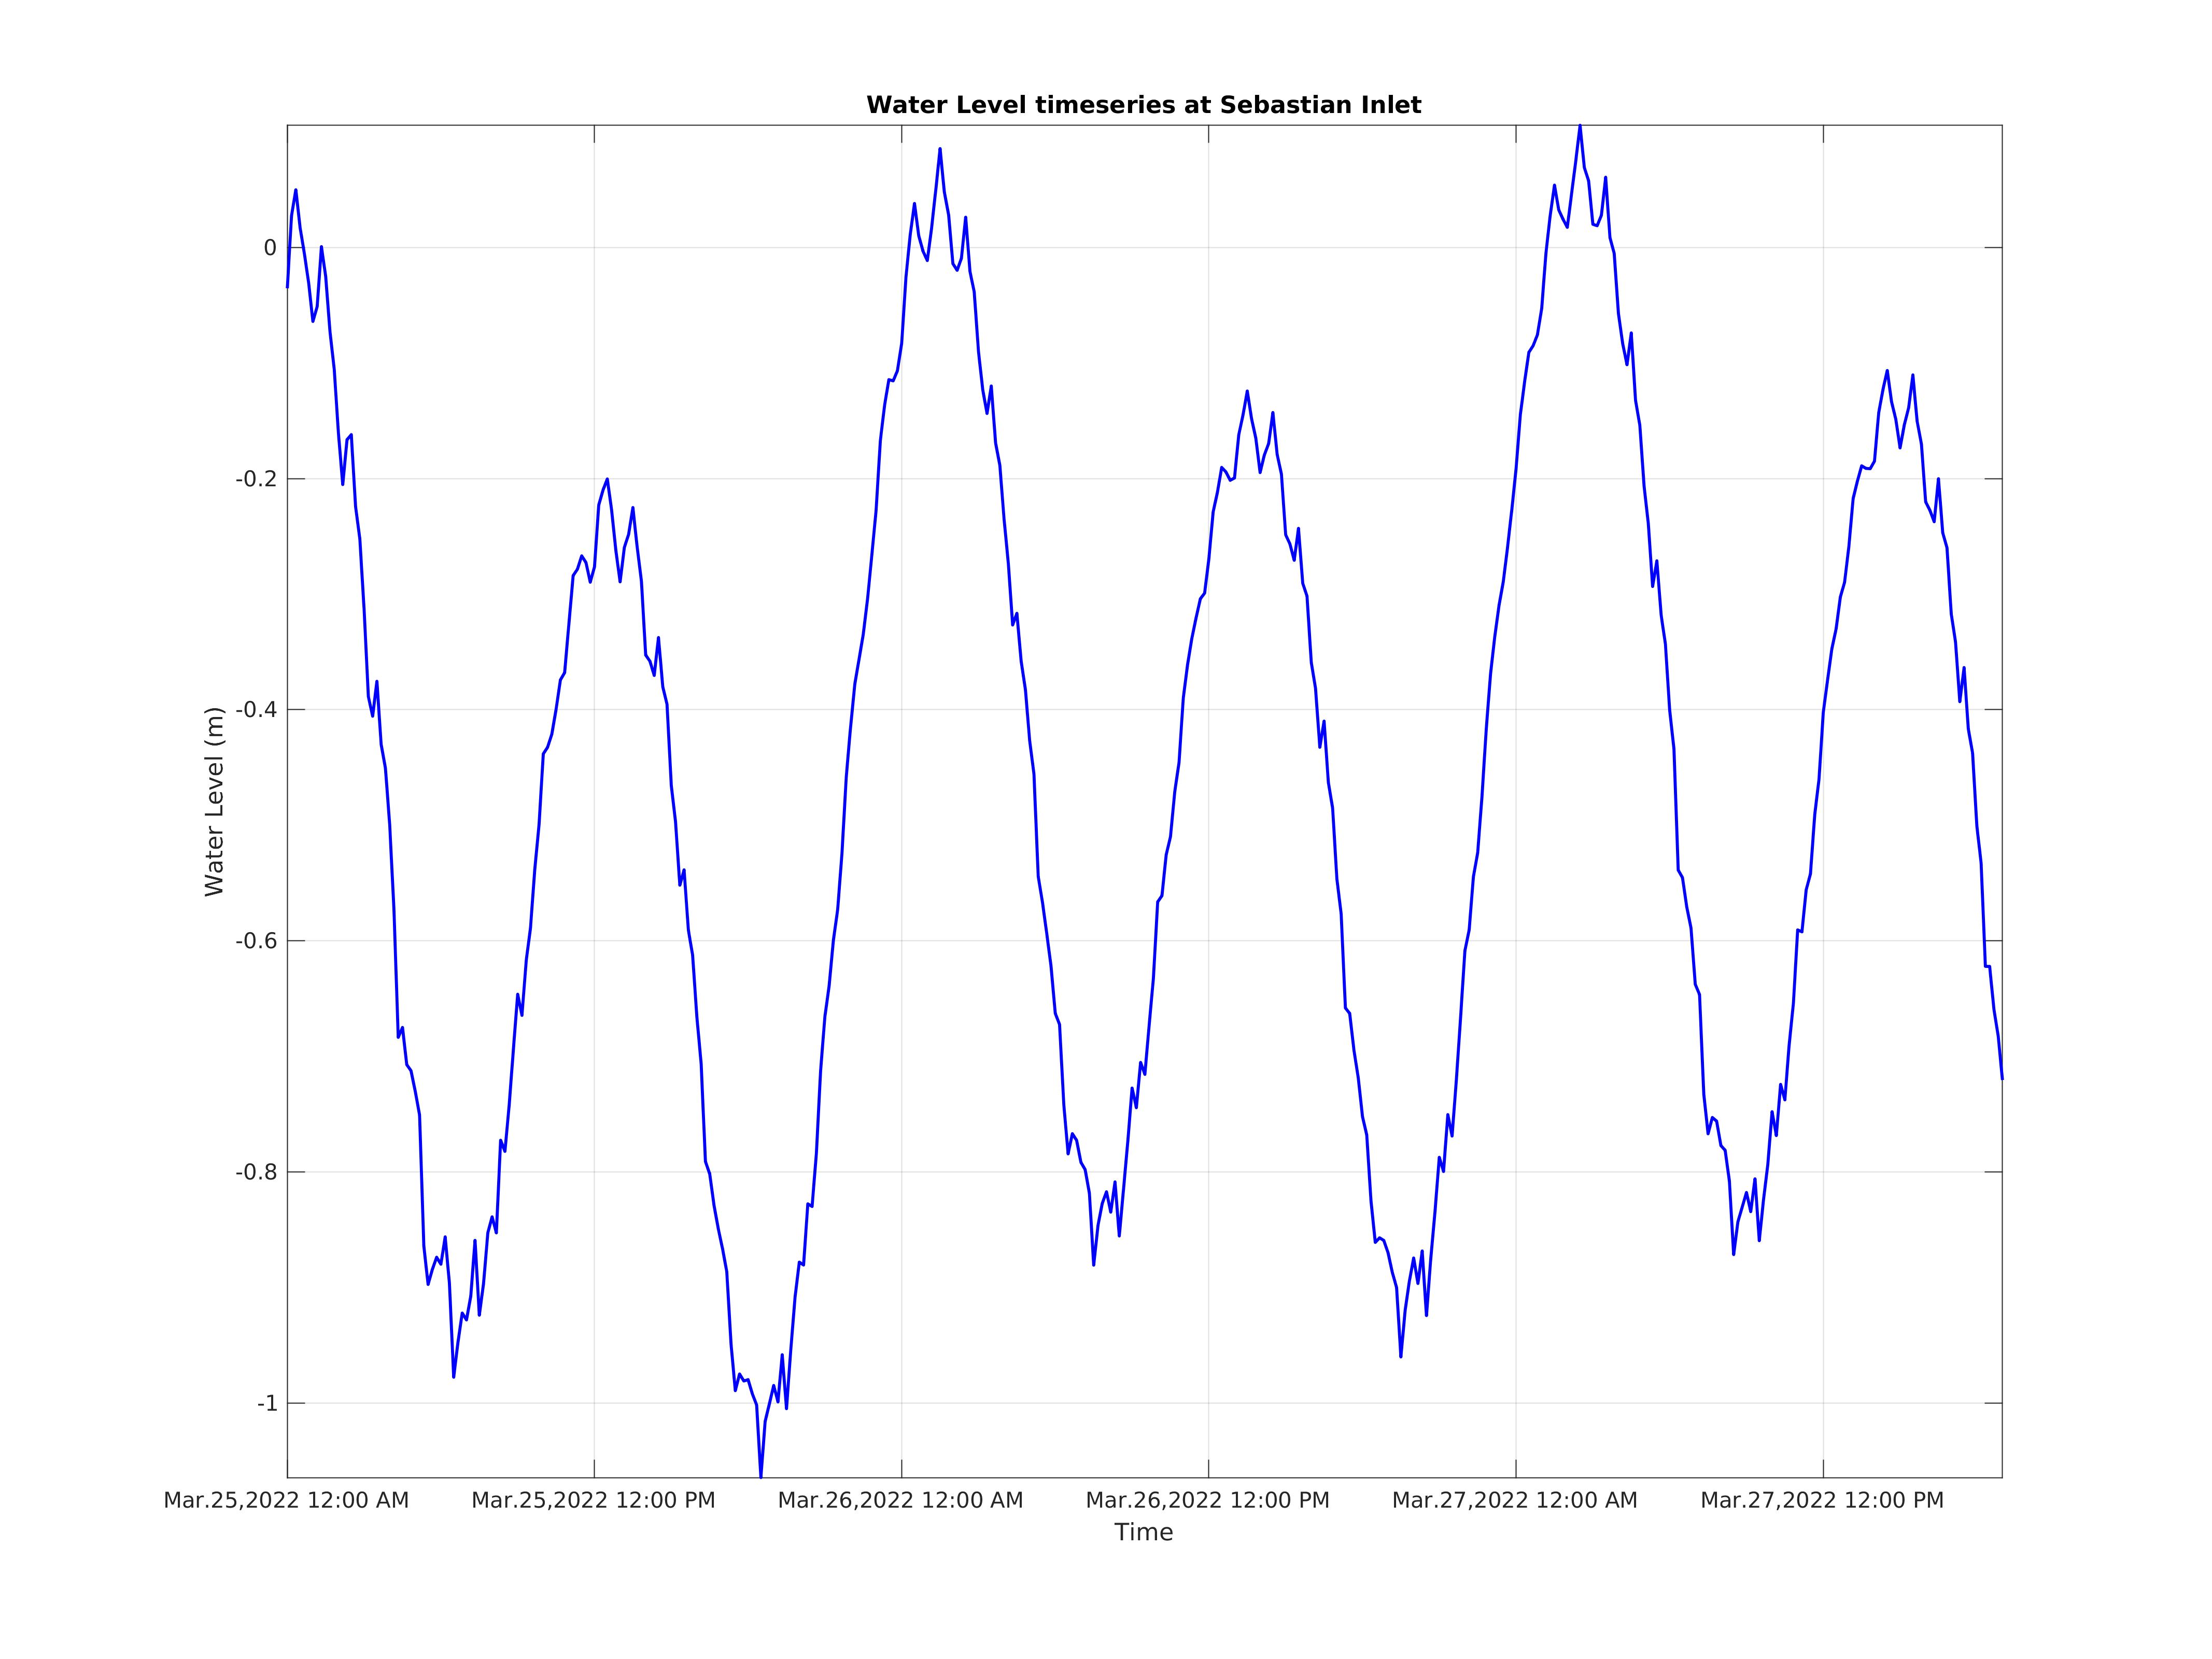 Water Level timeseries at Sebastian Inlet
0
-0.2
-0.4
-0.6
-0.8
-1
Water Level (m)
Mar.25,2022 12:00 AM
Mar.25,2022 12:00 PM
Mar.26,2022 12:00 AM
Mar.26,2022 12:00 PM
Mar.27,2022 12:00 AM
Mar.27,2022 12:00 PM
Time